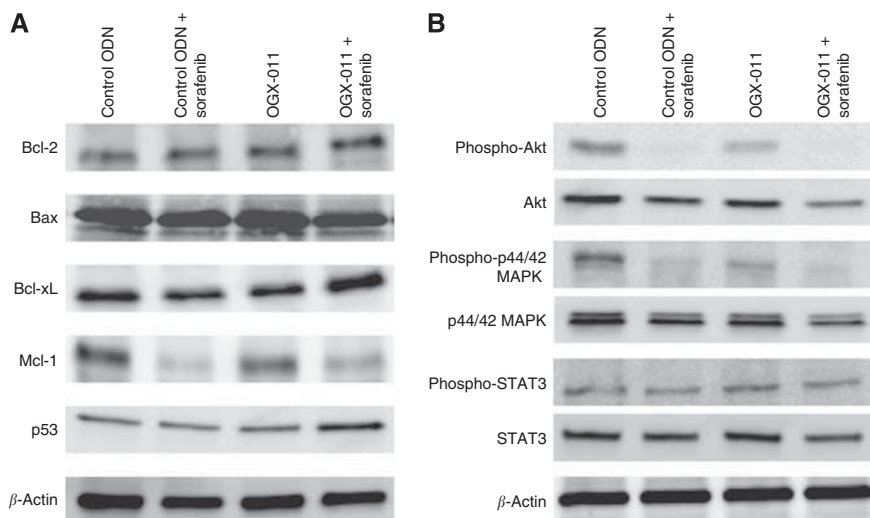 A
Control ODN
Control ODN +
sorafenib
OGX-011
OGX-011 +
sorafenib
Bcl-2
Bax
Bcl-xL
Mcl-1
p53
β-Actin
B
Control ODN
Control ODN +
sorafenib
OGX-011
OGX-011 +
sorafenib
Phospho-Akt
Akt
Phospho-p44/42
MAPK
p44/42 MAPK
Phospho-STAT3
STAT3
β-Actin